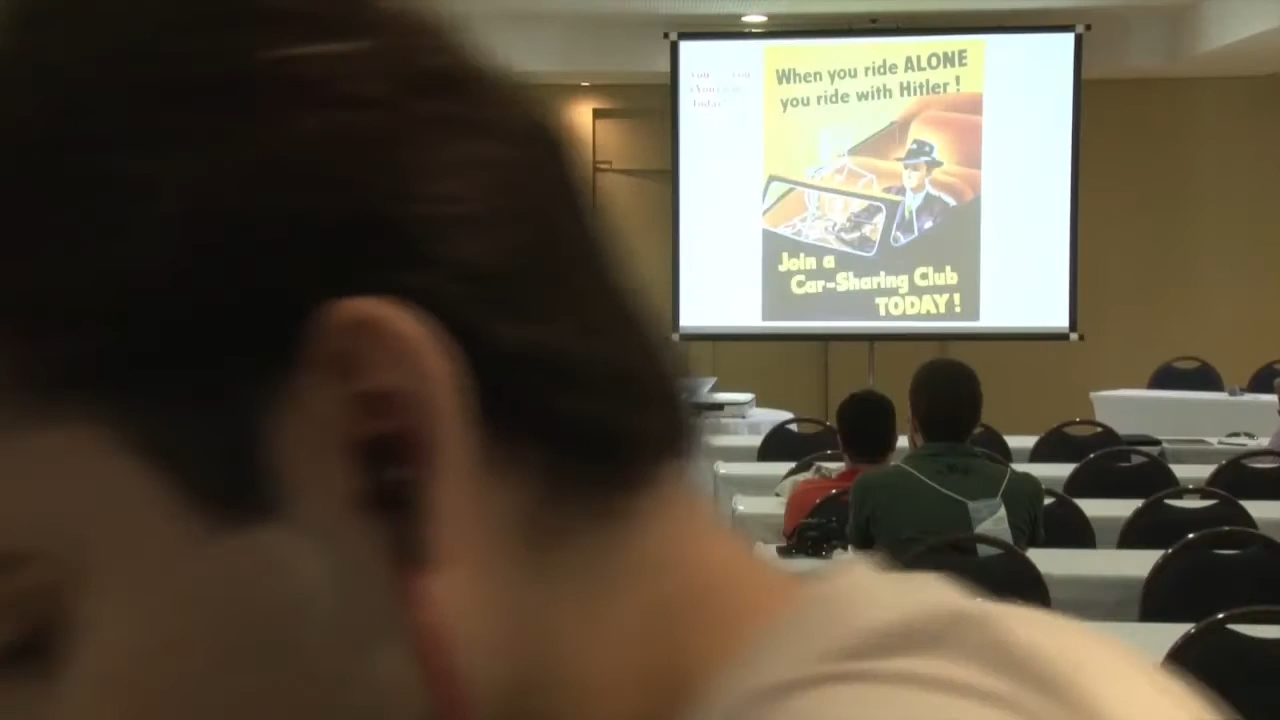 When you ride ALONE
you ride with Hitler !
Join a
Car-Sharing Club
TODAY !